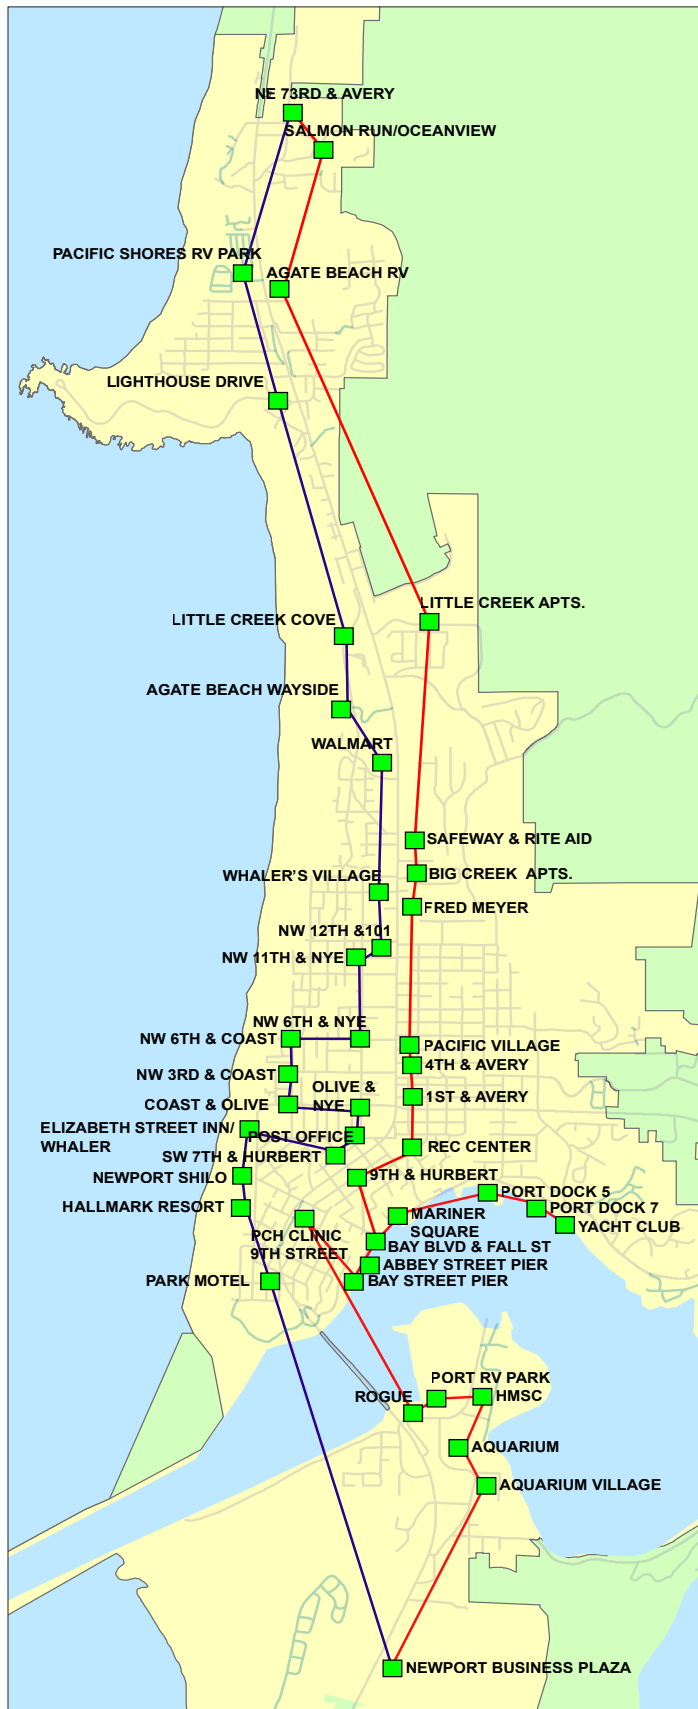 NE 73RD & AVERY
SALMON RUN/OCEANVIEW
PACIFIC SHORES RV PARK
AGATE BEACH RV
LIGHTHOUSE DRIVE
LITTLE CREEK APTS.
LITTLE CREEK COVE
AGATE BEACH WAYSIDE
WALMART
SAFEWAY & RITE AID
WHALER'S VILLAGE
BIG CREEK APTS.
FRED MEYER
NW 12TH &101
NW 11TH & NYE
NW 6TH & NYE
NW 6TH & COAST
PACIFIC VILLAGE
4TH & AVERY
NW 3RD & COAST
OLIVE &
NYE
COAST & OLIVE
1ST & AVERY
ELIZABETH STREET INN/
WHALER
POST OFFICE
SW 7TH & HURBERT
REC CENTER
NEWPORT SHILO
9TH & HURBERT
PORT DOCK 5
HALLMARK RESORT
PORT DOCK 7
MARINER
SQUARE
YACHT CLUB
PCH CLINIC
9TH STREET
BAY BLVD & FALL ST
ABBEY STREET PIER
PARK MOTEL
BAY STREET PIER
PORT RV PARK
ROGUE
HMSC
AQUARIUM
AQUARIUM VILLAGE
NEWPORT BUSINESS PLAZA